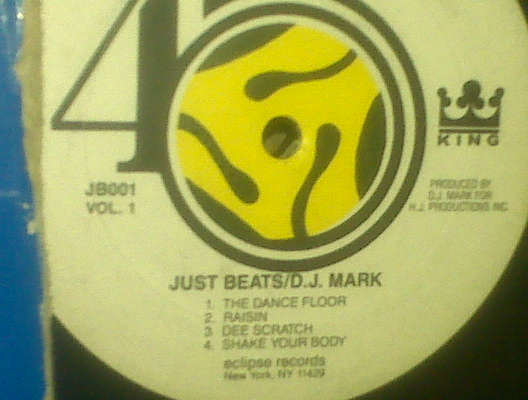 4
KING
JB001
VOL. 1
PRODUCED BY
D.J. MARK FOR
H.J. PRODUCTIONS INC
JUST BEATS/D.J. MARK
1. THE DANCE FLOOR
2. RAISIN
3. DEE SCRATCH
4. SHAKE YOUR BODY
eclipse records
New York, NY 11429